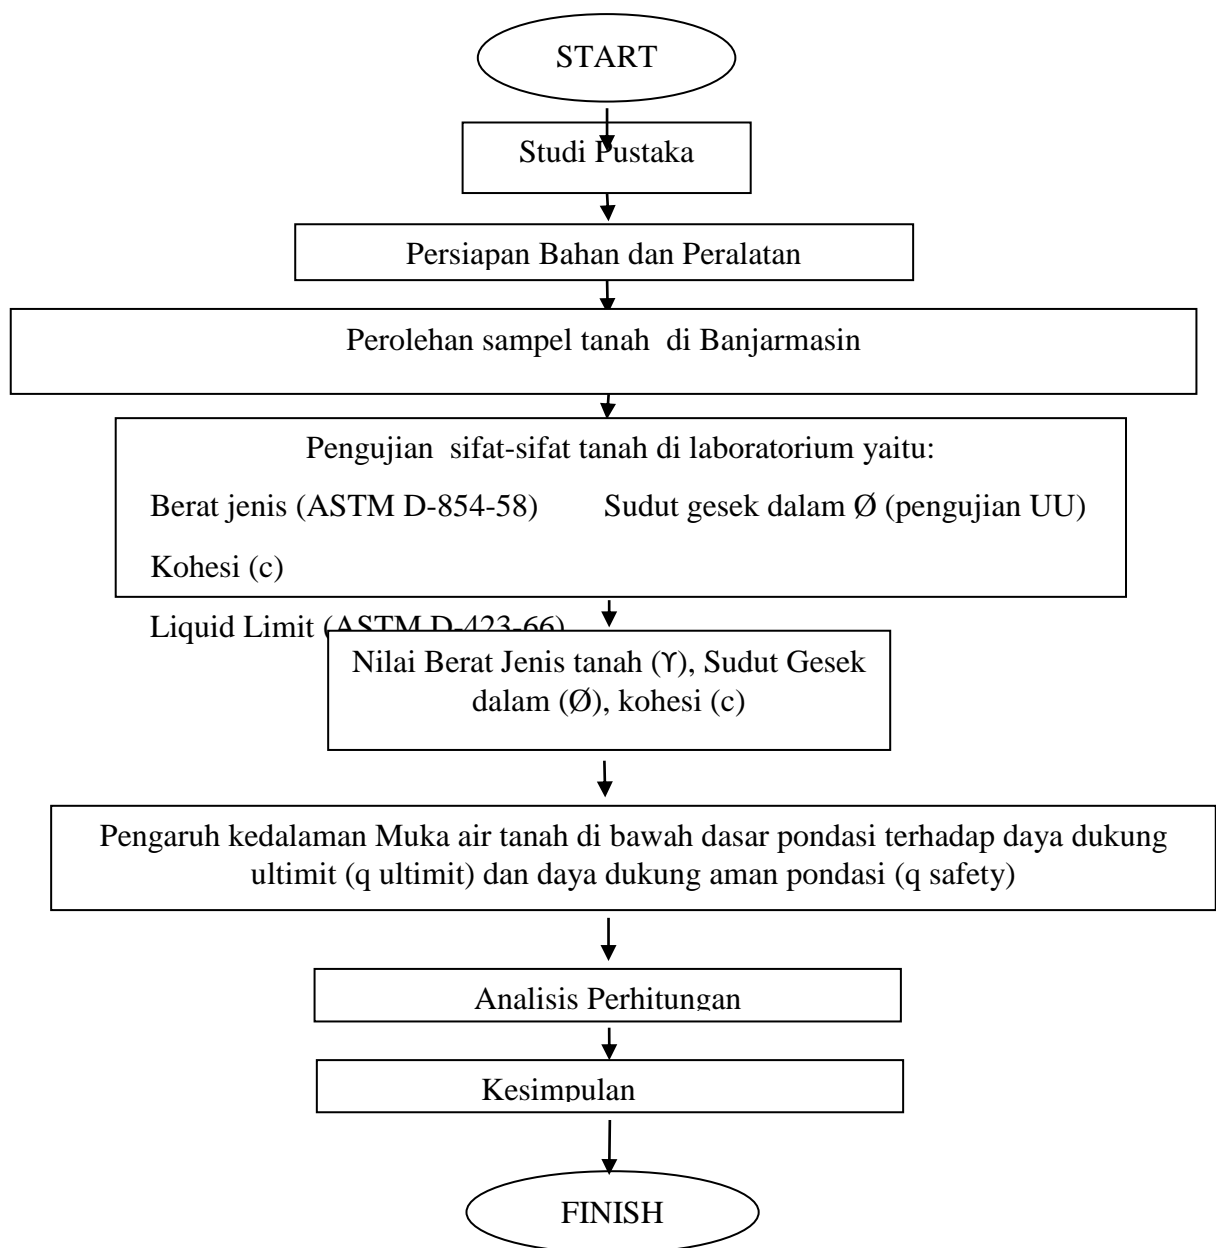 START
Studi Pustaka
Persiapan Bahan dan Peralatan
Perolehan sampel tanah di Banjarmasin
Pengujian sifat-sifat tanah di laboratorium yaitu:
Berat jenis (ASTM D-854-58) Sudut gesek dalam Ø (pengujian UU)
Kohesi (c)
Liquid Limit (ASTM D-423-66)
Nilai Berat Jenis tanah (ϒ), Sudut Gesek
dalam (Ø), kohesi (c)
Pengaruh kedalaman Muka air tanah di bawah dasar pondasi terhadap daya dukung
ultimit (q ultimit) dan daya dukung aman pondasi (q safety)
Analisis Perhitungan
Kesimpulan
FINISH